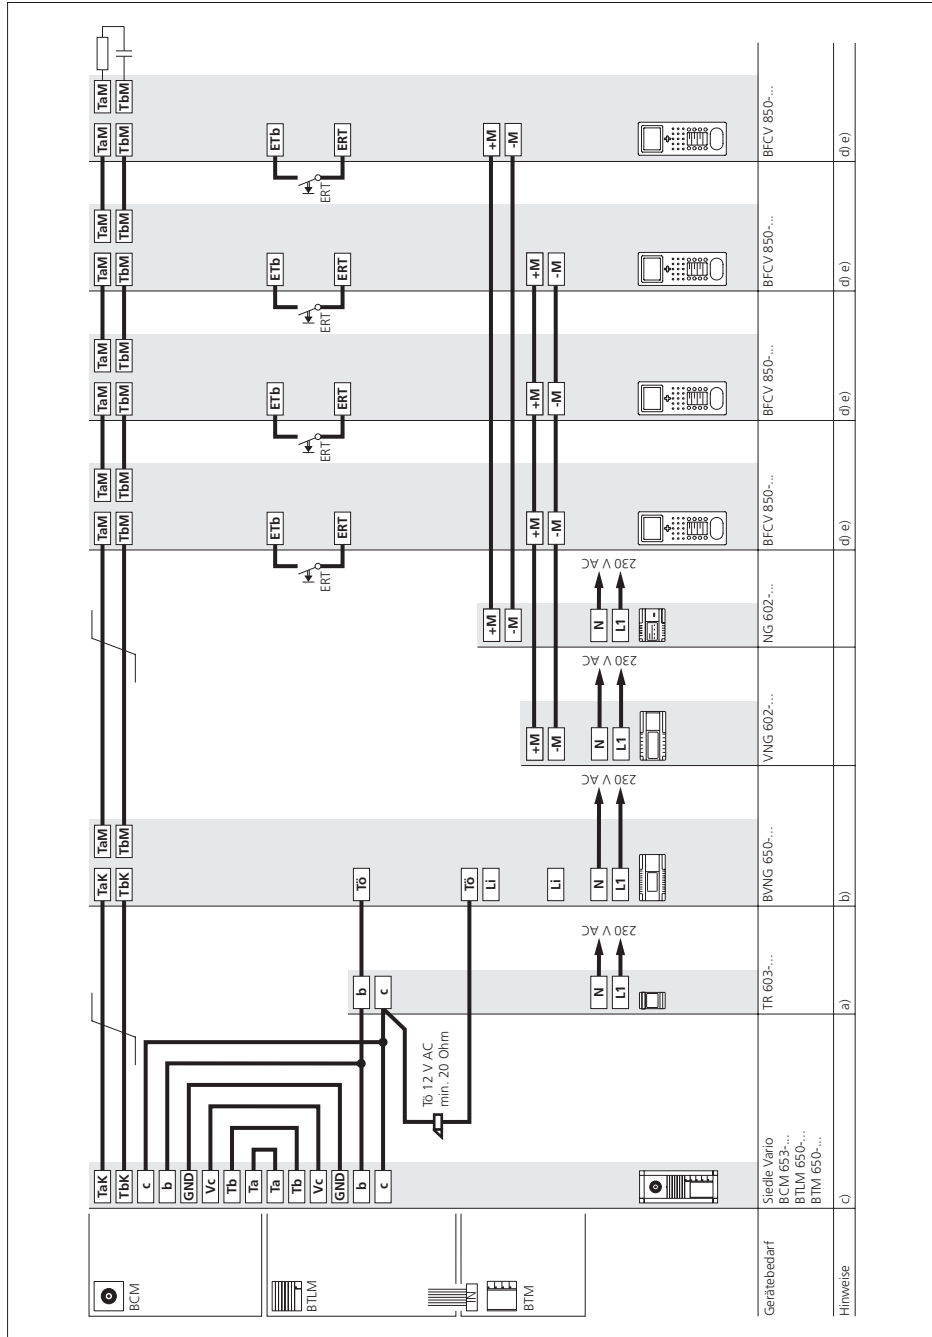 TaK TaK TaM TaM TaM TaM TaM TaM TaM TaM TaM
TbK TbK TbM TbM TbM TbM TbM TbM TbM TbM TbM
BCM
c
b
GND
Vc
Tb
Ta
Ta
Tb
Vc
GND
b b Tö
c c
BTLM
ETb ETb ETb ETb
ERT ERT ERT ERT
ERT ERT ERT ERT
Tö 12 V AC
min. 20 Ohm
Tö
Li
Li
IN
BTM
+M +M
-M -M
+M +M +M +M
-M -M -M -M
N N N N
L1 L1 L1 L1
230 V AC 230 V AC 230 V AC 230 V AC
Gerätebedarf
Siedle Vario
BCM 653-...
BTLM 650-...
BTM 650-...
TR 603-...
BVNG 650-...
VNG 602-...
NG 602-...
BFCV 850-...
BFCV 850-...
BFCV 850-...
BFCV 850-...
Hinweise c) a) b) d) e) d) e) d) e) d) e)